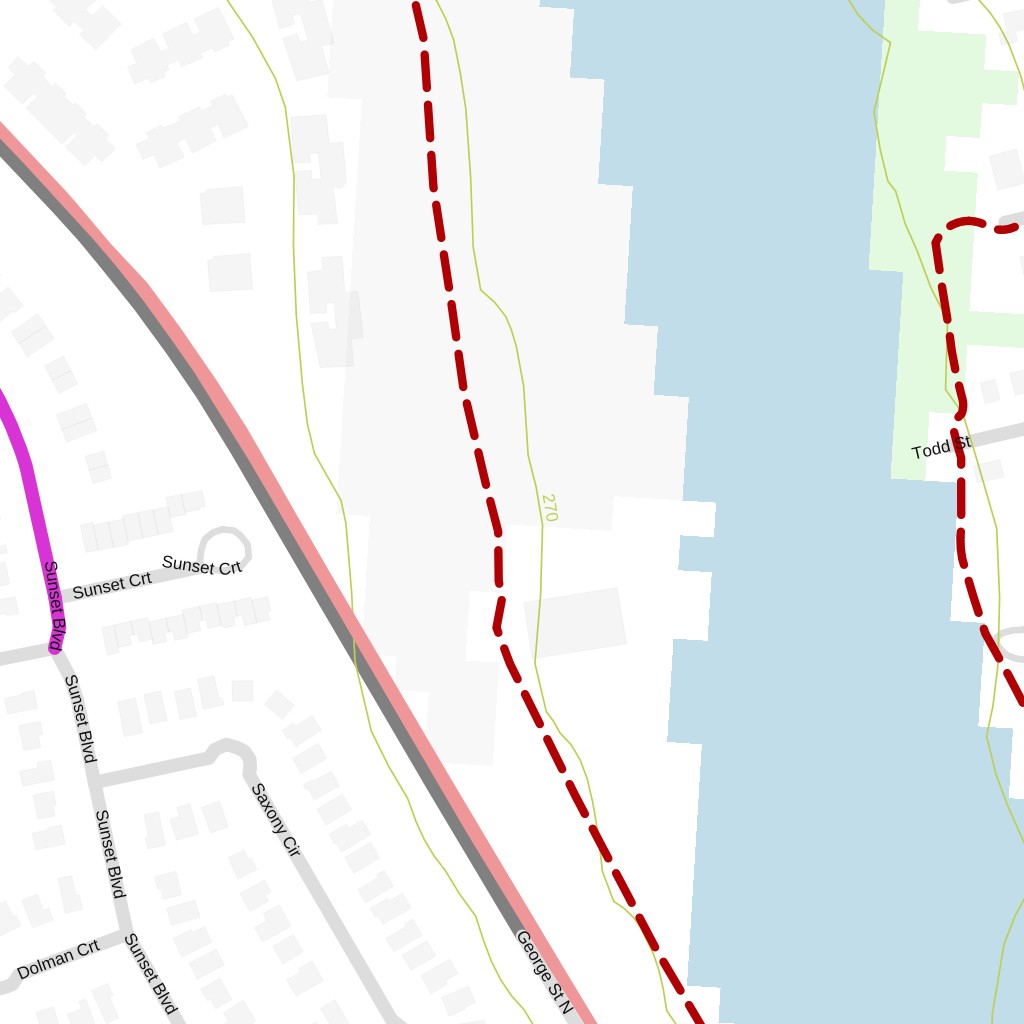 Todd St
270
Sunset Crt
Sunset Crt
Sunset Blvd
Sunset Blvd
Saxony Cir
Sunset Blvd
George St N
Dolman Crt
Sunset Blvd